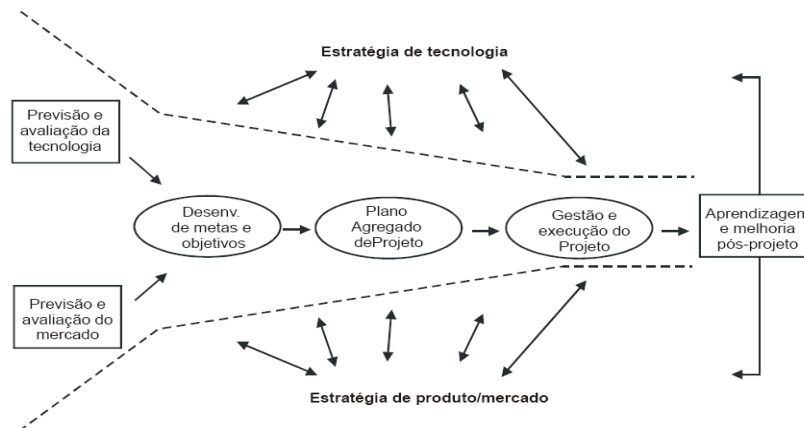 Estratégia de tecnologia
Previsão e
avaliação da
tecnologia
Desenv.
de metas e
objetivos
Plano
Agregado
deProjeto
Gestão e
execução do
Projeto
Aprendizagem
e melhoria
pós-projeto
Previsão e
avaliação do
mercado
Estratégia de produto/mercado